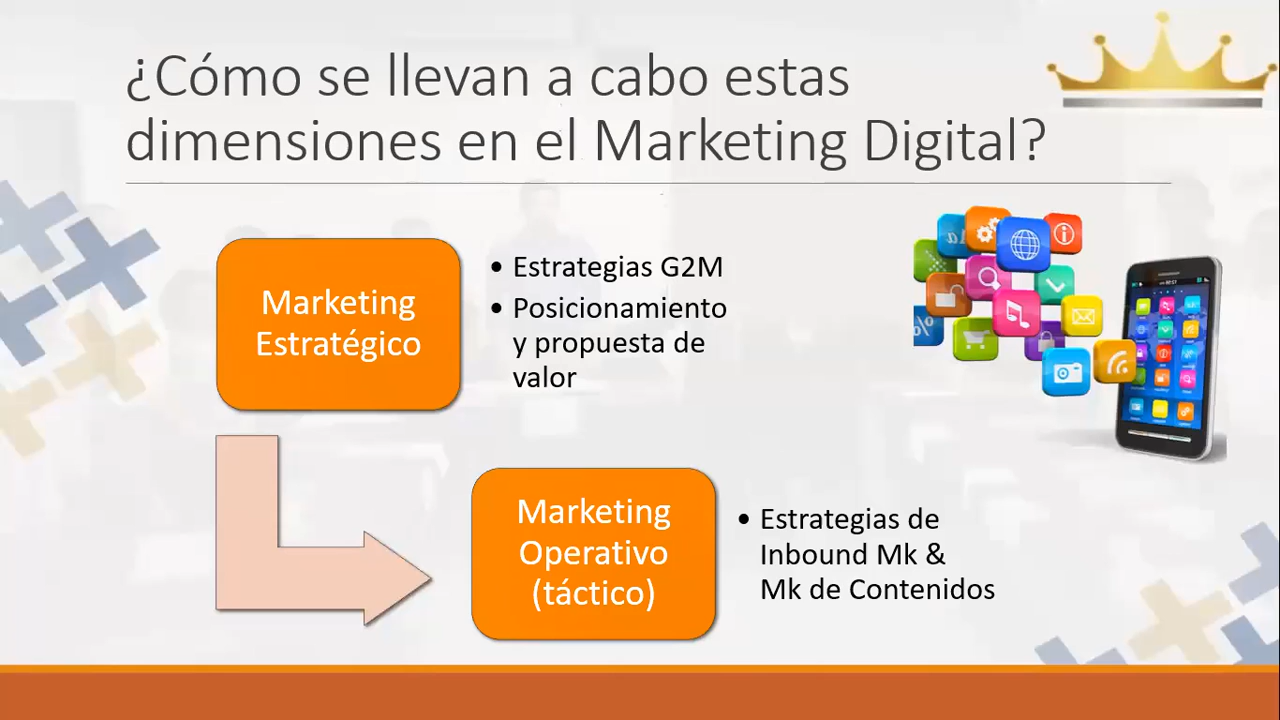 ¿Cómo se llevan a cabo estas
dimensiones en el Marketing Digital?
Marketing
Estratégico
• Estrategias G2M
• Posicionamiento
y propuesta de
valor
Marketing
Operativo
(táctico)
• Estrategias de
Inbound Mk &
Mk de Contenidos